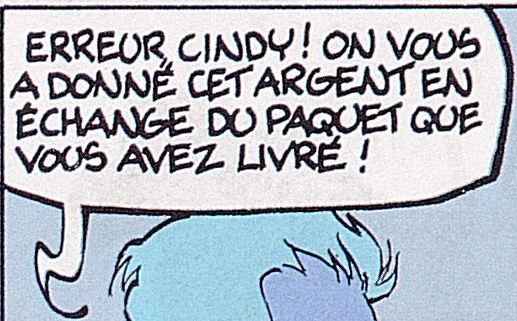 ERREUR, CINDY ! ON VOUS
A DONNÉ CET ARGENT EN
ÉCHANGE DU PAQUET QUE
VOUS AVEZ LIVRÉ !